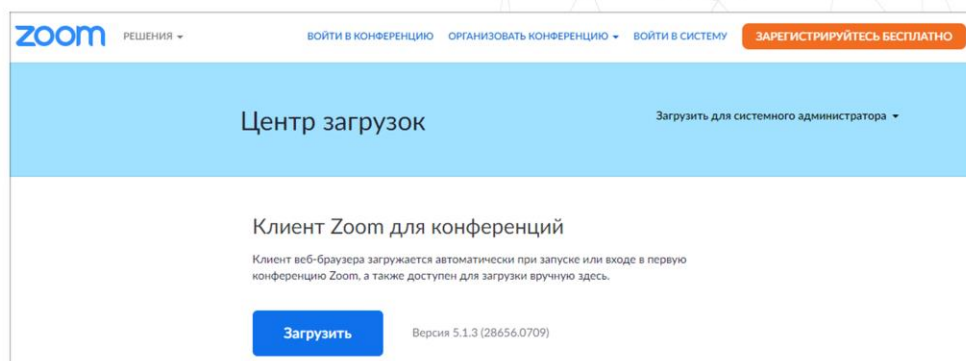 zoom РЕШЕНИЯ ВОЙТИ В КОНФЕРЕНЦИЮ ОРГАНИЗОВАТЬ КОНФЕРЕНЦИЮ ВОЙТИ В СИСТЕМУ ЗАРЕГИСТРИРУЙТЕСЬ БЕСПЛАТНО
Центр загрузок Загрузить для системного администратора
Клиент Zoom для конференций
Клиент веб-браузера загружается автоматически при запуске или входе в первую
конференцию Zoom, а также доступен для загрузки вручную здесь.
Загрузить Версия 5.1.3 (28656.0709)